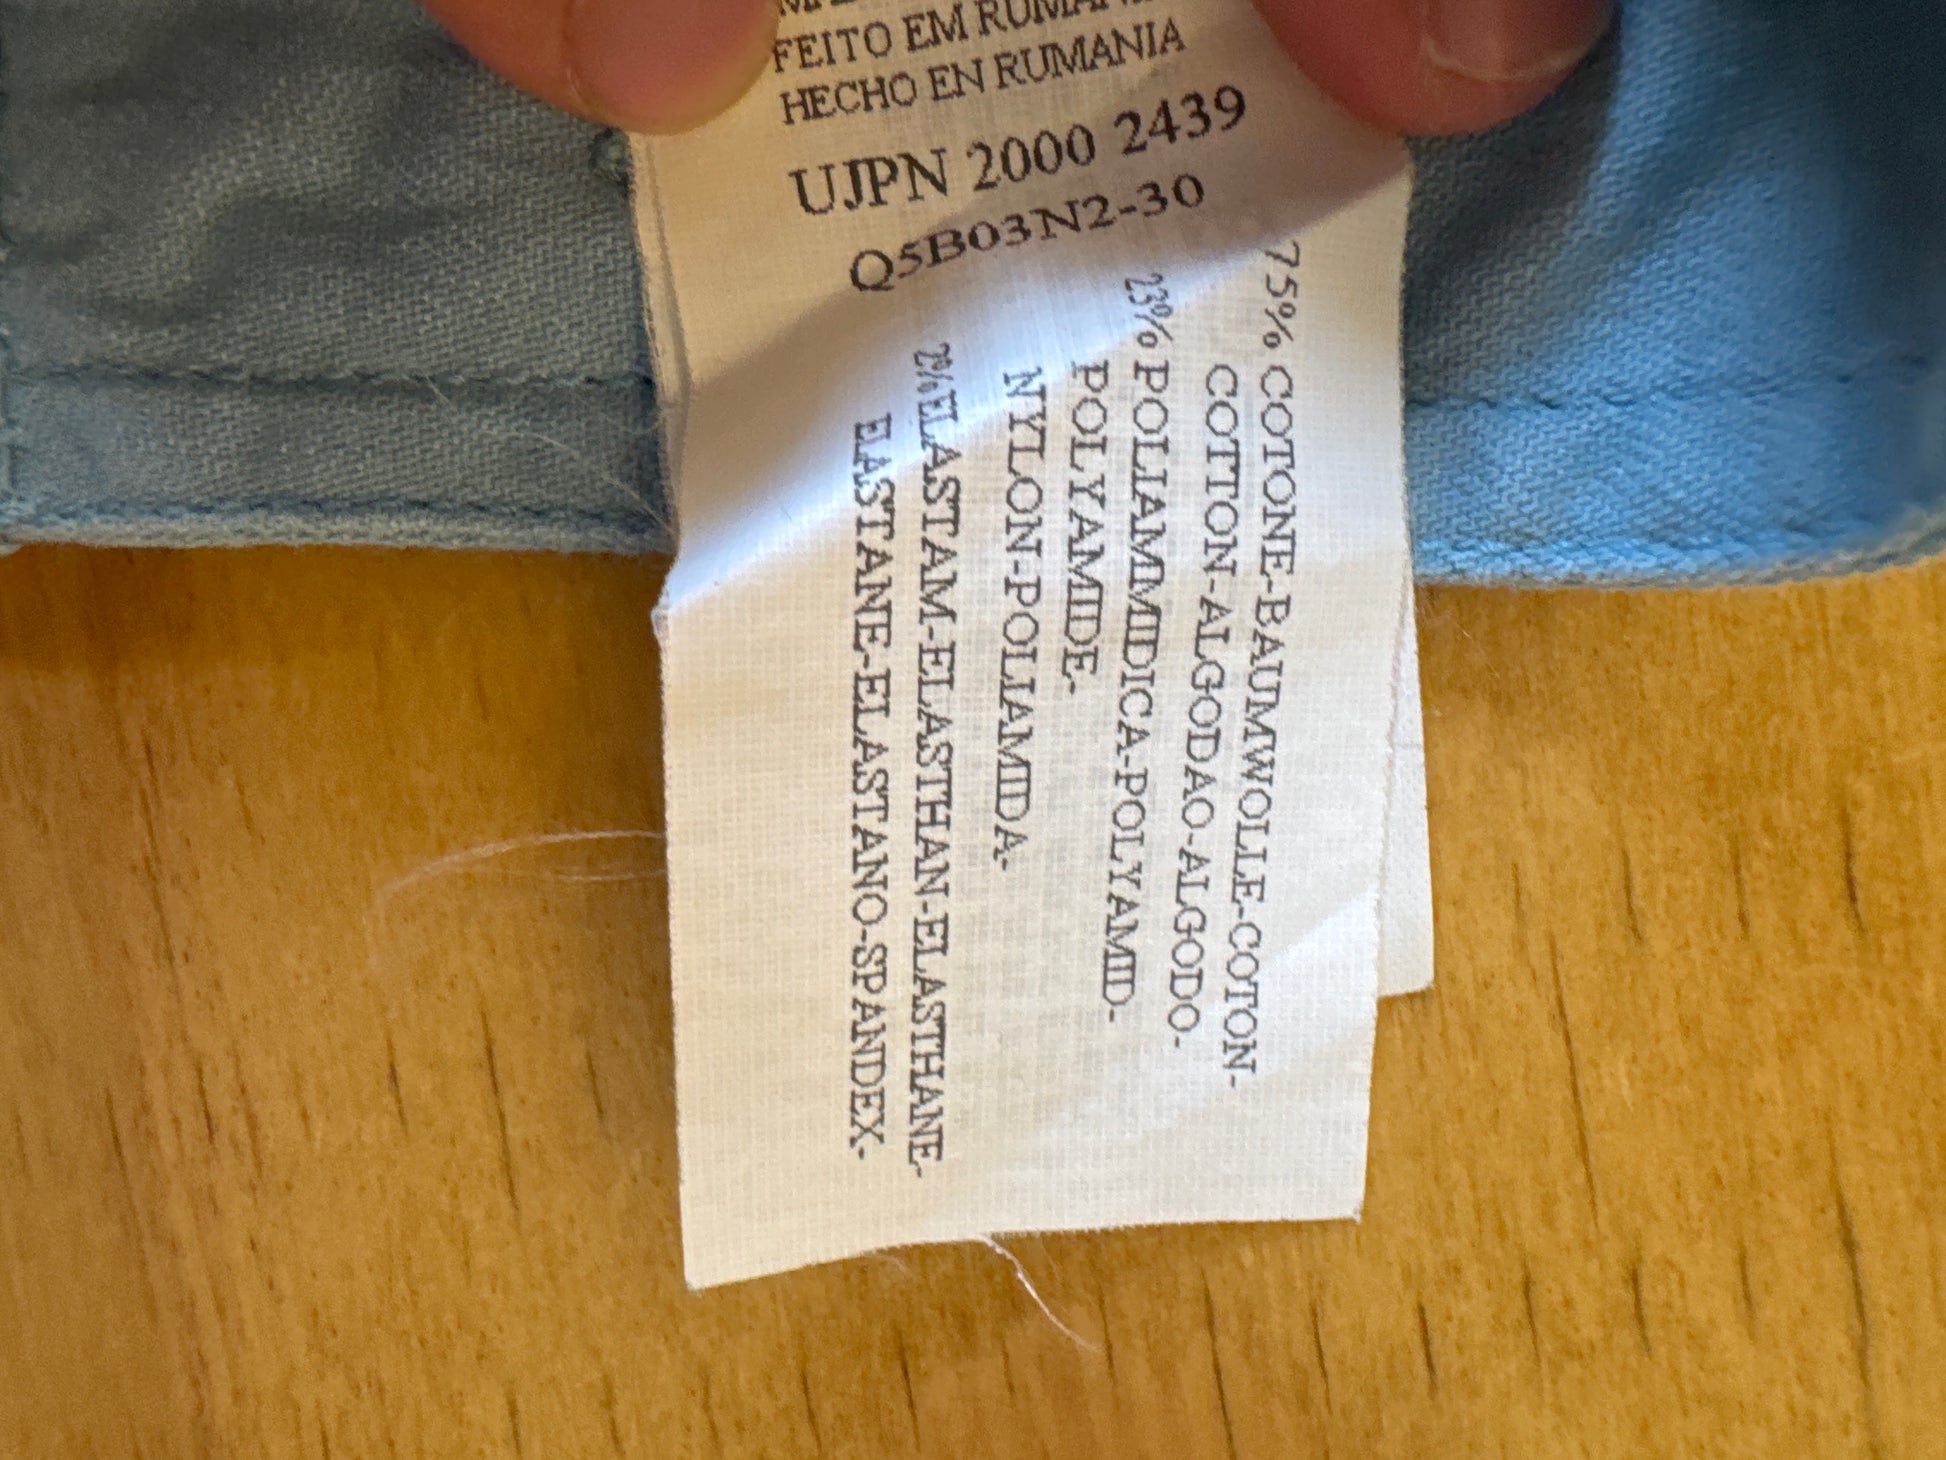 FEITO EM RUMANIA
HECHO EN RUMANIA
UJPN 2000 2439
Q5B03N2-30
75% COTONE-BAUMWOLLE-COTON-
COTTON-ALGODAO-ALGODO-
23% POLIAMMIDICA-POLYAMID-
POLYAMIDE-
NYLON-POLIAMIDA-
2% ELASTAM-ELASTHAN-ELASTHANE-
ELASTANE-ELASTANO-SPANDEX-